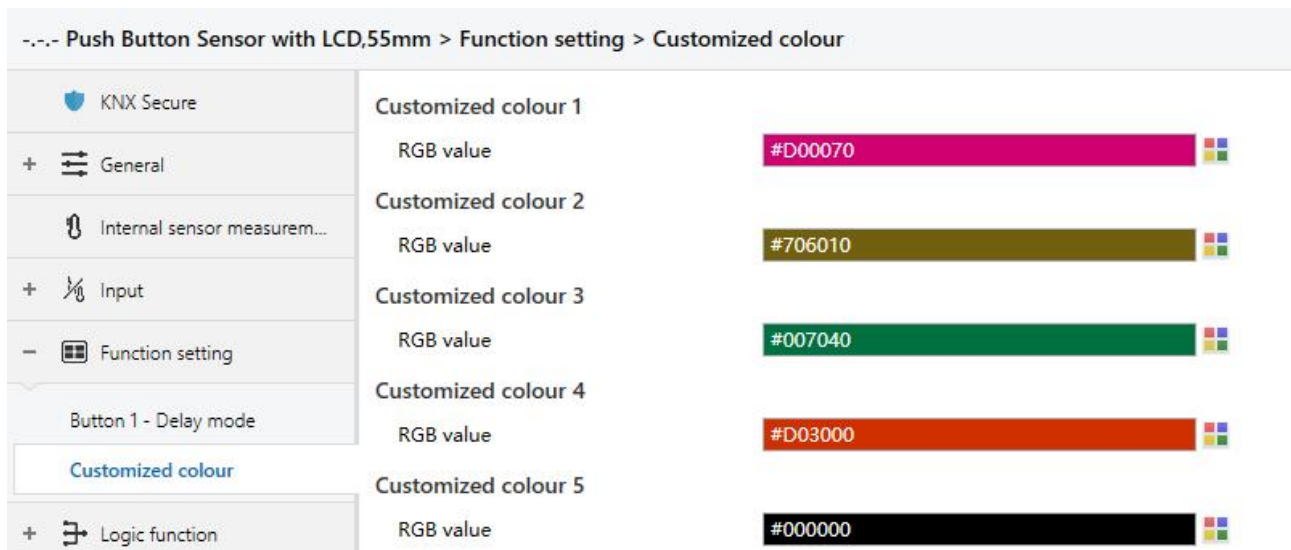 -.-.- Push Button Sensor with LCD,55mm > Function setting > Customized colour
KNX Secure
+ General
Internal sensor measurem...
+ Input
− Function setting
Button 1 - Delay mode
Customized colour
+ Logic function
Customized colour 1
RGB value #D00070
Customized colour 2
RGB value #706010
Customized colour 3
RGB value #007040
Customized colour 4
RGB value #D03000
Customized colour 5
RGB value #000000